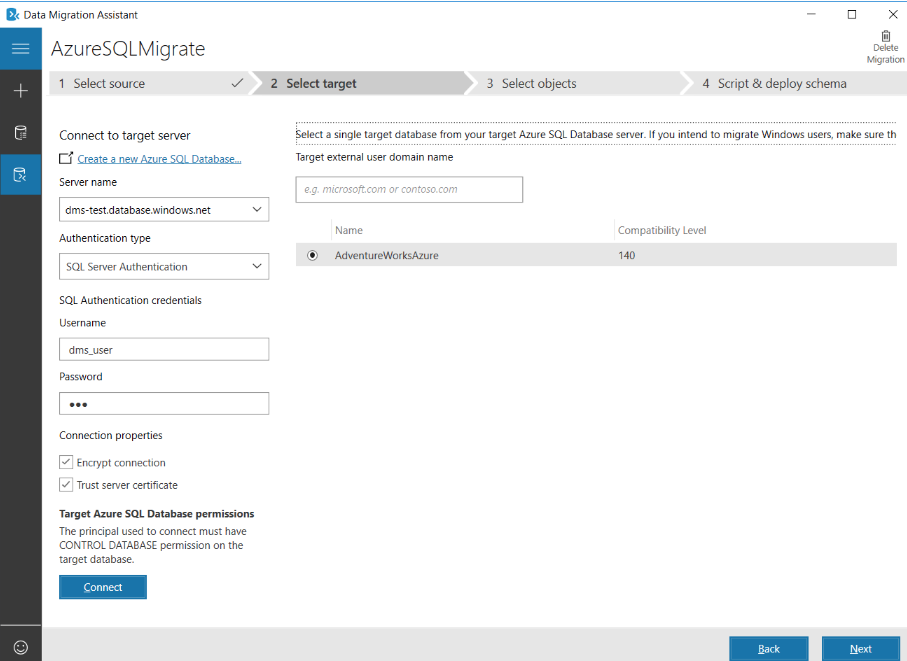 Data Migration Assistant
AzureSQLMigrate
Delete
Migration
1 Select source
2 Select target
3 Select objects
4 Script & deploy schema
Connect to target server
Create a new Azure SQL Database...
Server name
dms-test.database.windows.net
Authentication type
SQL Server Authentication
SQL Authentication credentials
Username
dms_user
Password
●●●
Connection properties
Encrypt connection
Trust server certificate
Target Azure SQL Database permissions
The principal used to connect must have
CONTROL DATABASE permission on the
target database.
Connect
Select a single target database from your target Azure SQL Database server. If you intend to migrate Windows users, make sure th
Target external user domain name
e.g. microsoft.com or contoso.com
Name Compatibility Level
AdventureWorksAzure 140
Back
Next